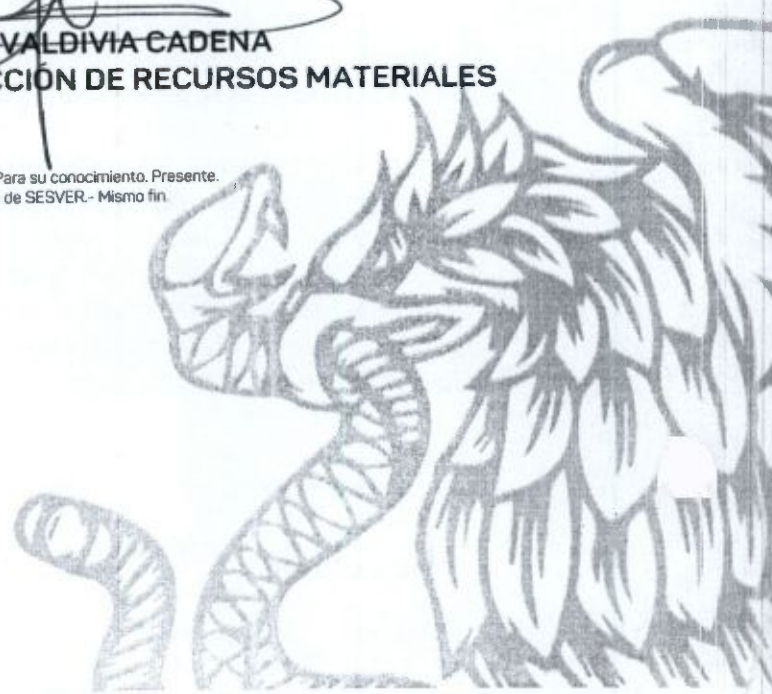 VALDIVIA CADENA
CCIÓN DE RECURSOS MATERIALES
Para su conocimiento. Presente.
de SESVER.- Mismo fin.